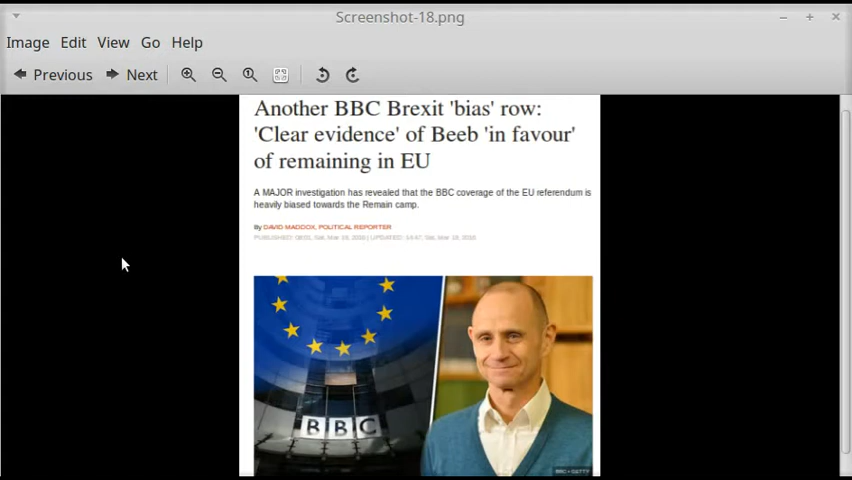 Screenshot-18.png
Image Edit View Go Help
Previous Next
Another BBC Brexit 'bias' row:
'Clear evidence' of Beeb 'in favour'
of remaining in EU
A MAJOR investigation has revealed that the BBC coverage of the EU referendum is
heavily biased towards the Remain camp.
By DAVID MADDOX, POLITICAL REPORTER
BBC
BBC • GETTY